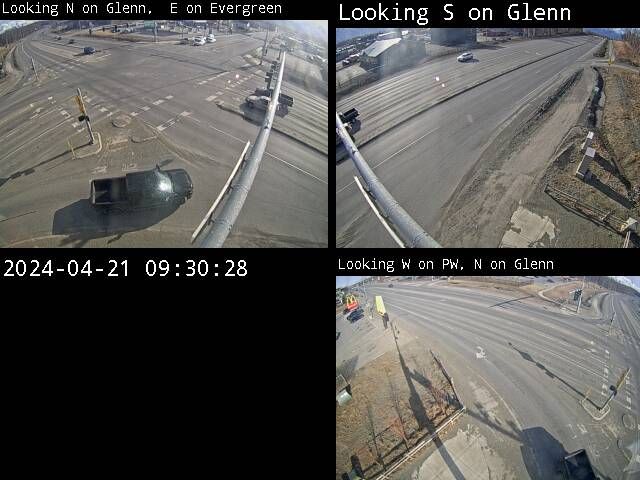 Looking N on Glenn,  E on Evergreen
Looking S on Glenn
2024-04-21 09:30:28
Looking W on PW, N on Glenn